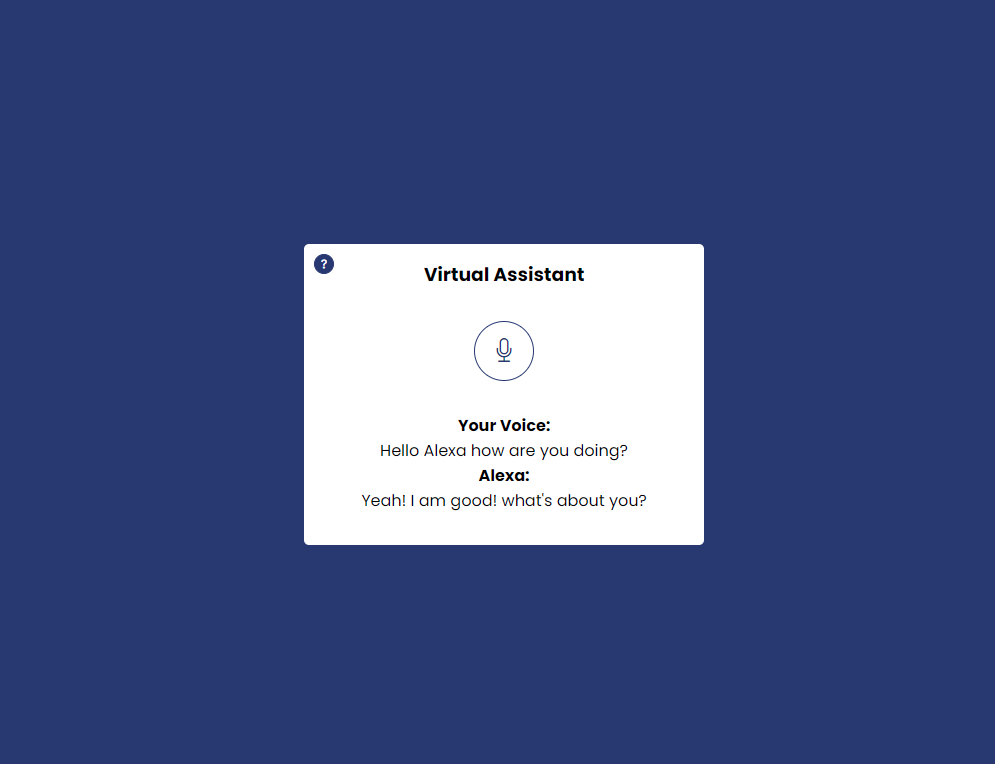 ?
Virtual Assistant
Your Voice:
Hello Alexa how are you doing?
Alexa:
Yeah! I am good! what's about you?